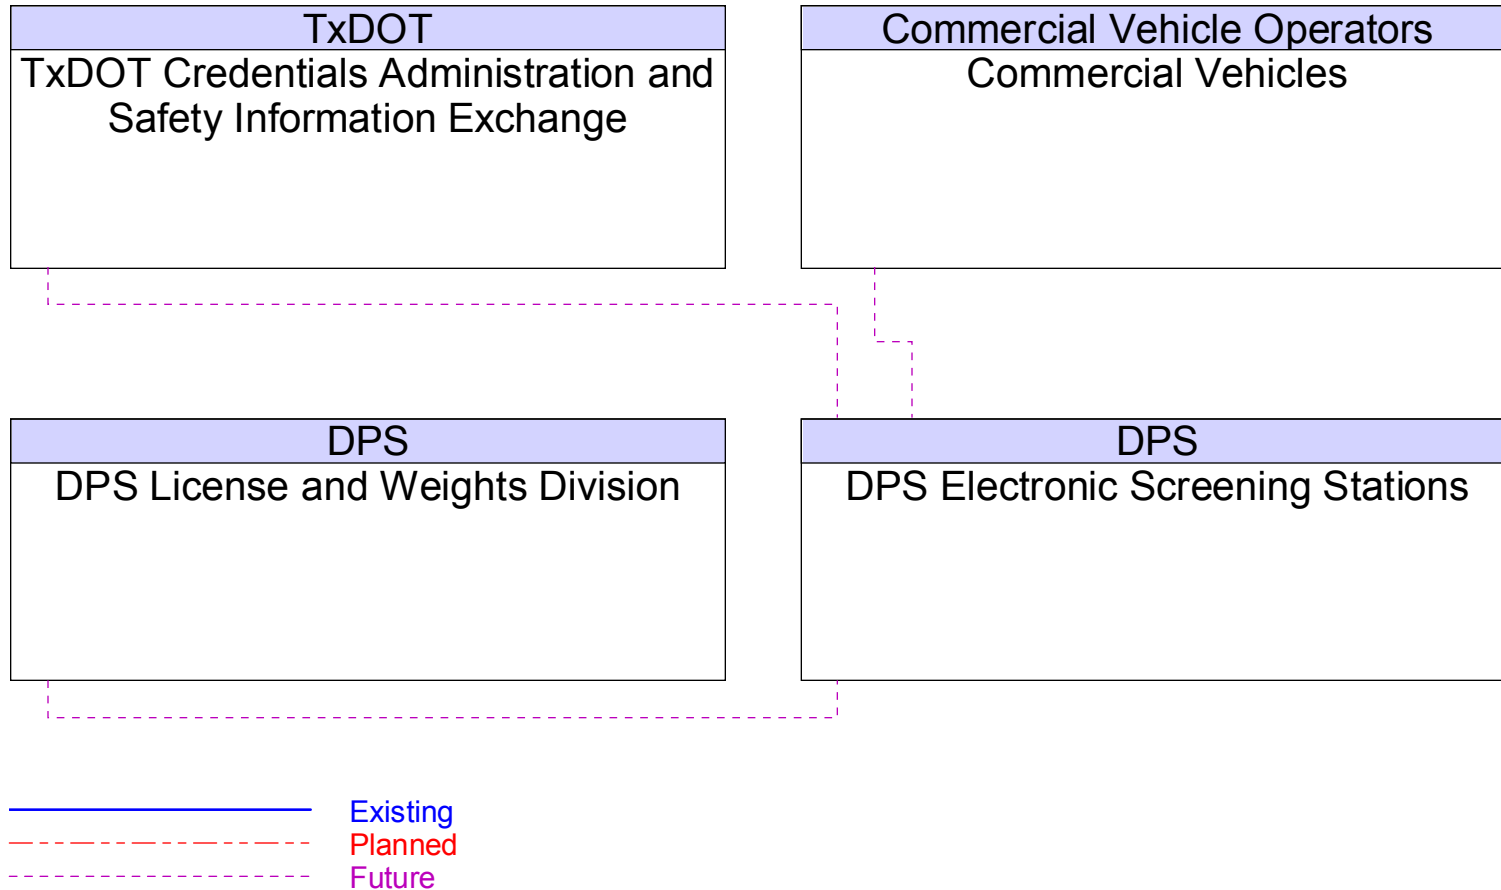 TxDOT
TxDOT Credentials Administration and
Safety Information Exchange
Commercial Vehicle Operators
Commercial Vehicles
DPS
DPS License and Weights Division
DPS
DPS Electronic Screening Stations
Existing
Planned
Future